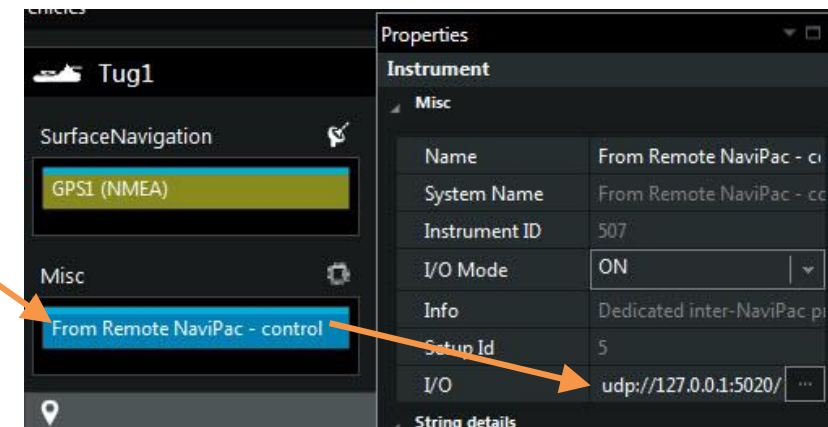 Properties
Tug1
Instrument
Misc
SurfaceNavigation
Name From Remote NaviPac - c
GPS1 (NMEA)
System Name From Remote NaviPac - co
Instrument ID 507
Misc
I/O Mode ON
Info Dedicated inter-NaviPac p
From Remote NaviPac - control
Setup Id 5
I/O udp://127.0.0.1:5020/ ...
String details